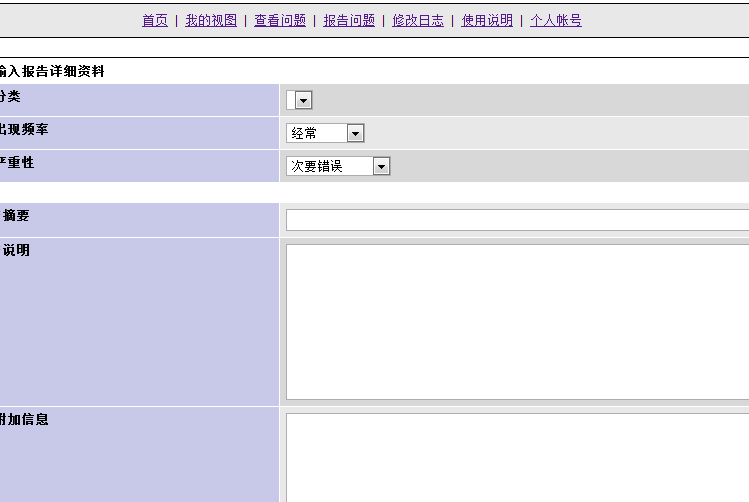 首页 | 我的视图 | 查看问题 | 报告问题 | 修改日志 | 使用说明 | 个人帐号
输入报告详细资料
分类
出现频率 经常
严重性 次要错误
摘要
说明
附加信息